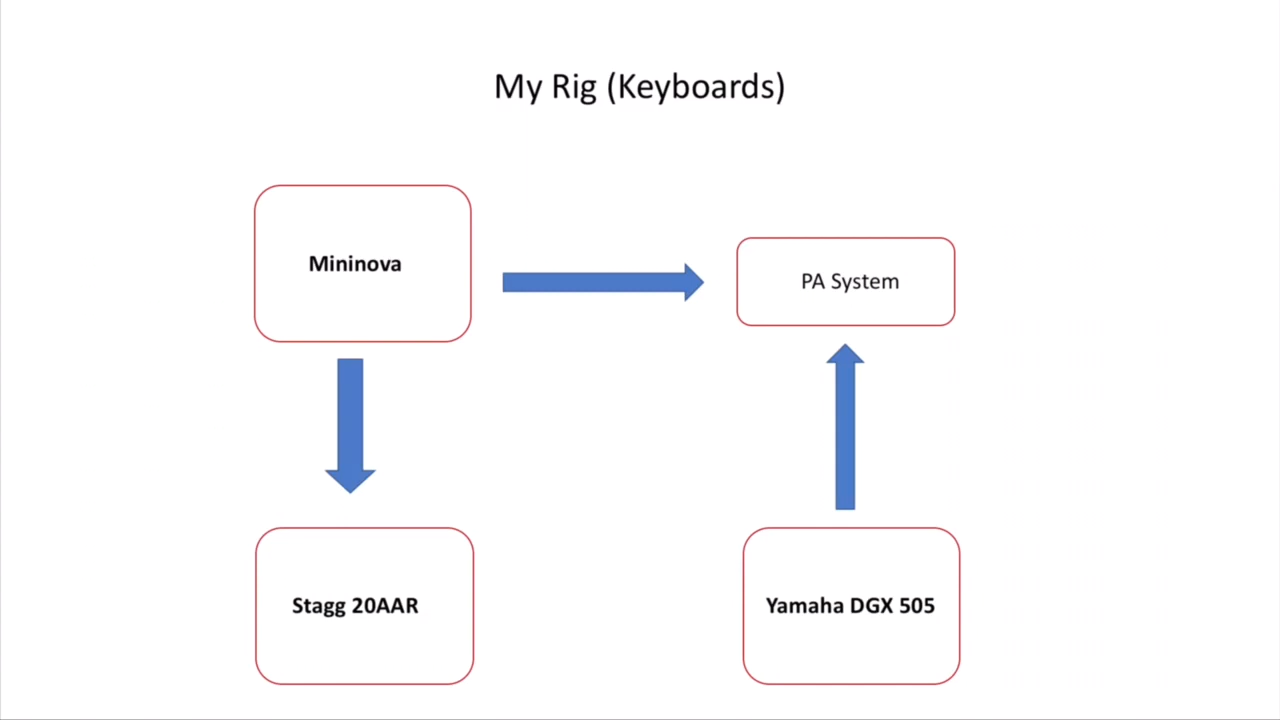 My Rig (Keyboards)
Mininova
PA System
Stagg 20AAR
Yamaha DGX 505